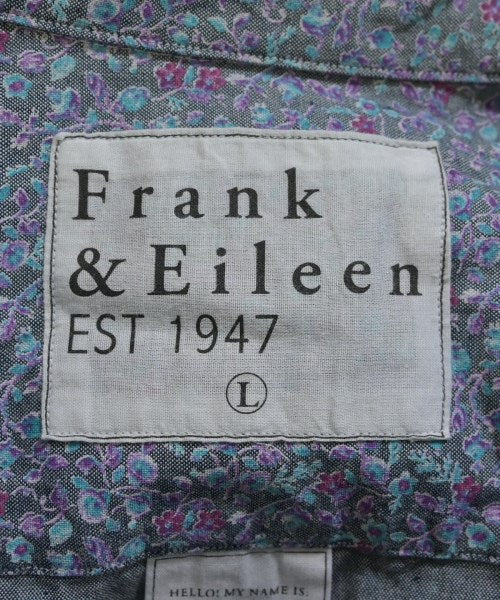 Frank
& Eileen
EST 1947
L
HELLO! MY NAME IS.